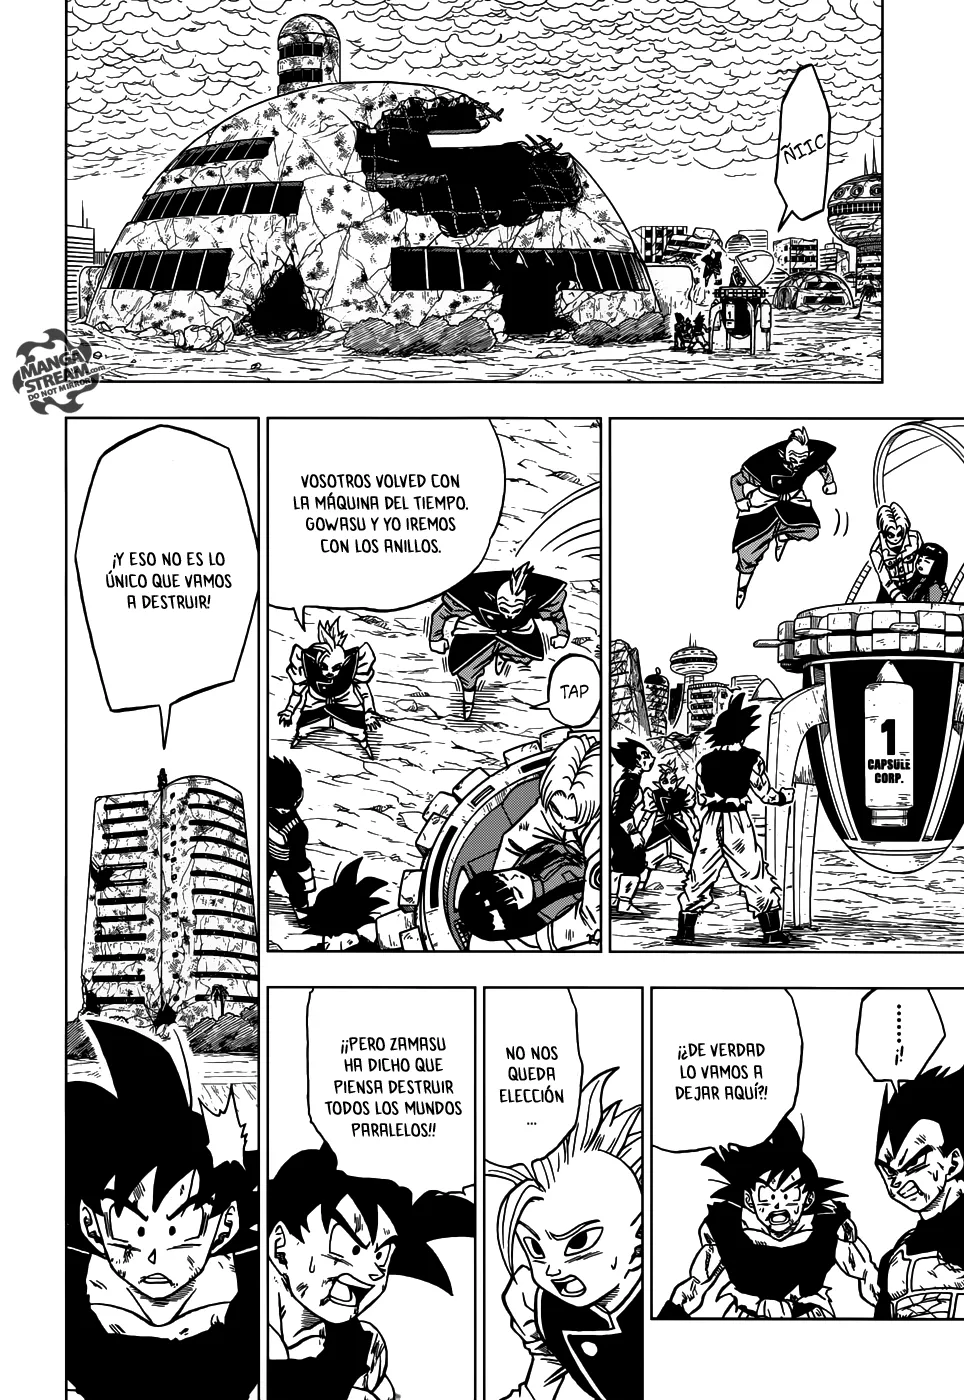 ÑIIC
MANGA
STREAM.com
DO NOT MIRROR
1
CAPSULE
CORP.
TAP
VOSOTROS VOLVED CON
LA MÁQUINA DEL TIEMPO.
GOWASU Y YO IREMOS
CON LOS ANILLOS.
¡Y ESO NO ES LO
ÚNICO QUE VAMOS
A DESTRUIR!
.......
¡!
¡¿DE VERDAD
LO VAMOS A
DEJAR AQUÍ?!
NO NOS
QUEDA
ELECCIÓN
...
¡¡PERO ZAMASU
HA DICHO QUE
PIENSA DESTRUIR
TODOS LOS MUNDOS
PARALELOS!!